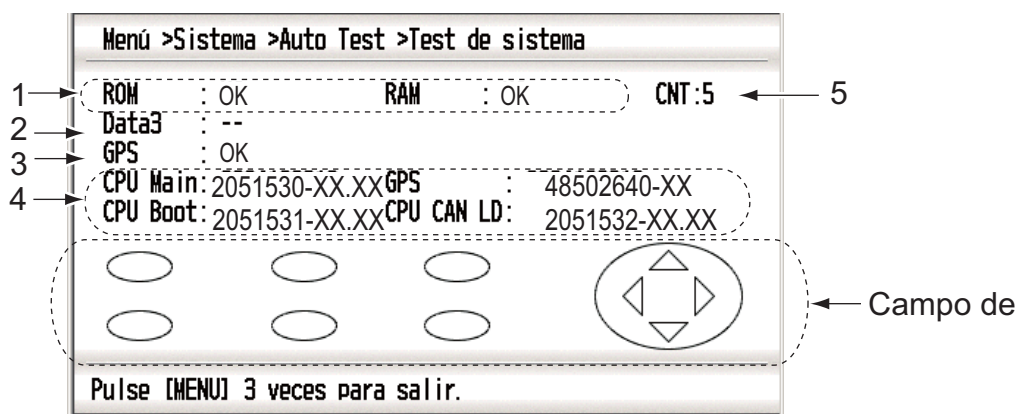 Menú >Sistema >Auto Test >Test de sistema
1 ROM : OK RAM : OK CNT:5 5
2 Data3 : --
3 GPS : OK
4 CPU Main: 2051530-XX.XX GPS : 48502640-XX
CPU Boot: 2051531-XX.XX CPU CAN LD: 2051532-XX.XX
Campo de
Pulse [MENU] 3 veces para salir.